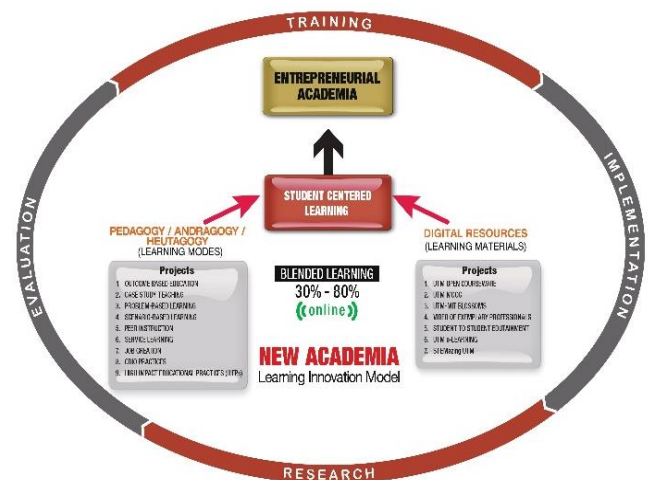 TRAINING
ENTREPRENEURIAL
ACADEMIA
IMPLEMENTATION
EVALUATION
STUDENT CENTERED
LEARNING
PEDAGOGY / ANDRAGOGY /
HEUTAGOGY
(LEARNING MODES)
Projects
1. OUTCOME BASED EDUCATION
2. CASE STUDY TEACHING
3. PROBLEM-BASED LEARNING
4. SCENARIO-BASED LEARNING
5. PEER INSTRUCTION
6. SERVICE LEARNING
7. JOB CREATION
8. CDIO PRACTICES
9. HIGH IMPACT EDUCATIONAL PRACTICES (HIEPs)
DIGITAL RESOURCES
(LEARNING MATERIALS)
Projects
1. UTM OPEN COURSEWARE
2. UTM MOOC
3. UTM-MIT BLOSSOMS
4. VIDEO OF EXEMPLARY PROFESSIONALS
5. STUDENT TO STUDENT EDUTAINMENT
6. UTM e-LEARNING
7. STEMazing UTM
BLENDED LEARNING
30% - 80%
((online))
NEW ACADEMIA
Learning Innovation Model
RESEARCH